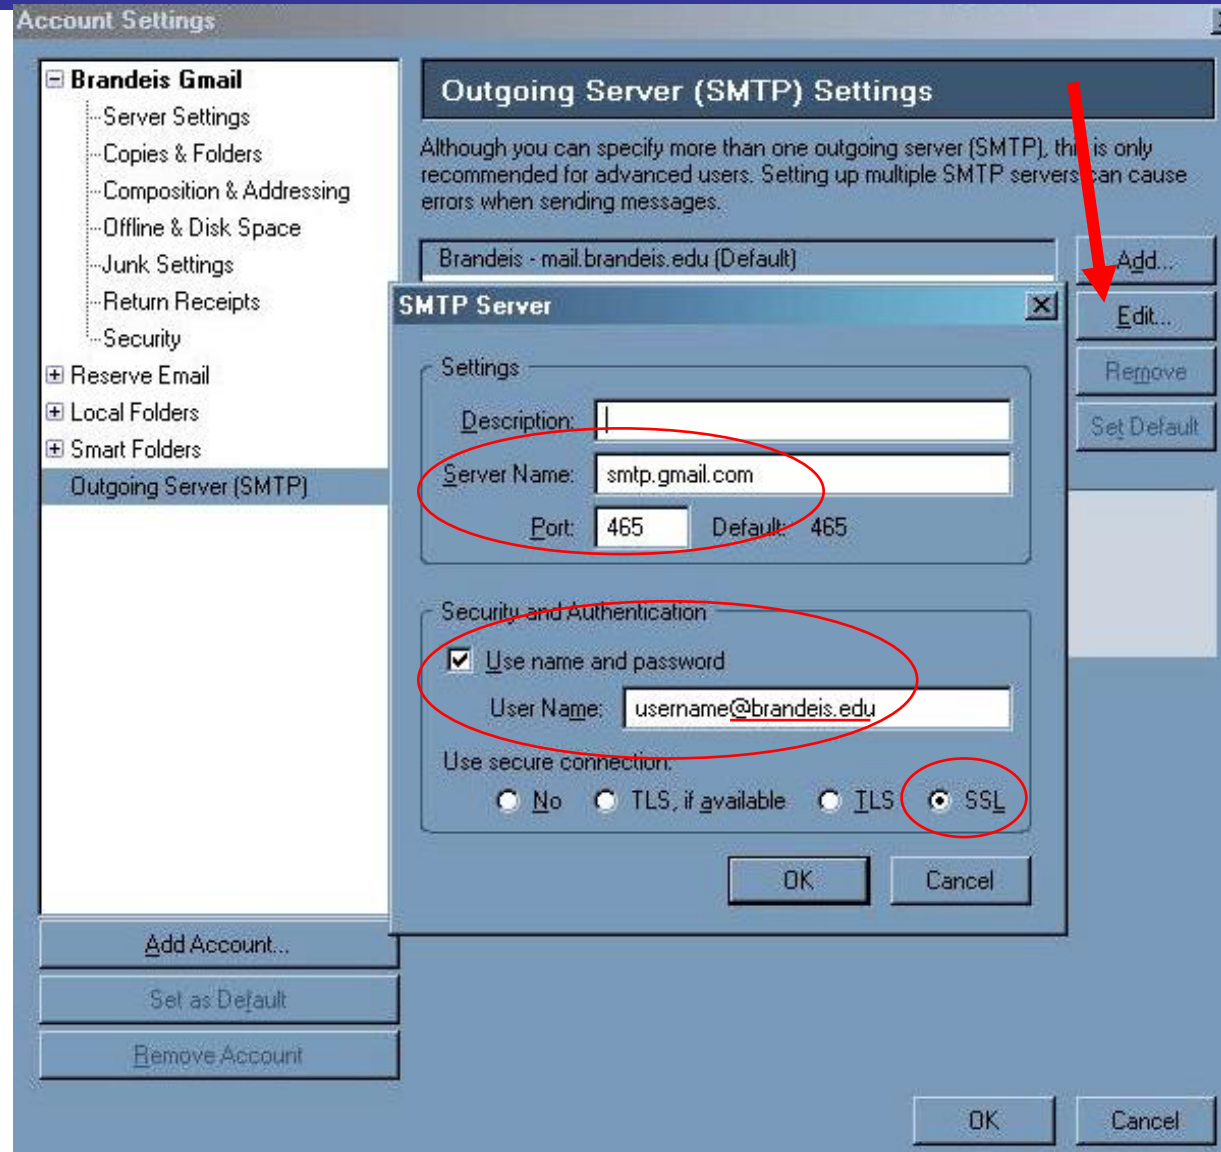 Account Settings
Brandeis Gmail
Server Settings
Copies & Folders
Composition & Addressing
Offline & Disk Space
Junk Settings
Return Receipts
Security
Reserve Email
Local Folders
Smart Folders
Outgoing Server (SMTP)
Add Account...
Set as Default
Remove Account
Outgoing Server (SMTP) Settings
Although you can specify more than one outgoing server (SMTP), this is only
recommended for advanced users. Setting up multiple SMTP servers can cause
errors when sending messages.
Brandeis - mail.brandeis.edu (Default)
Add...
Edit...
Remove
Set Default
SMTP Server
Settings
Description:
Server Name: smtp.gmail.com
Port: 465 Default: 465
Security and Authentication
Use name and password
User Name: username@brandeis.edu
Use secure connection:
No TLS, if available TLS SSL
OK Cancel
OK Cancel